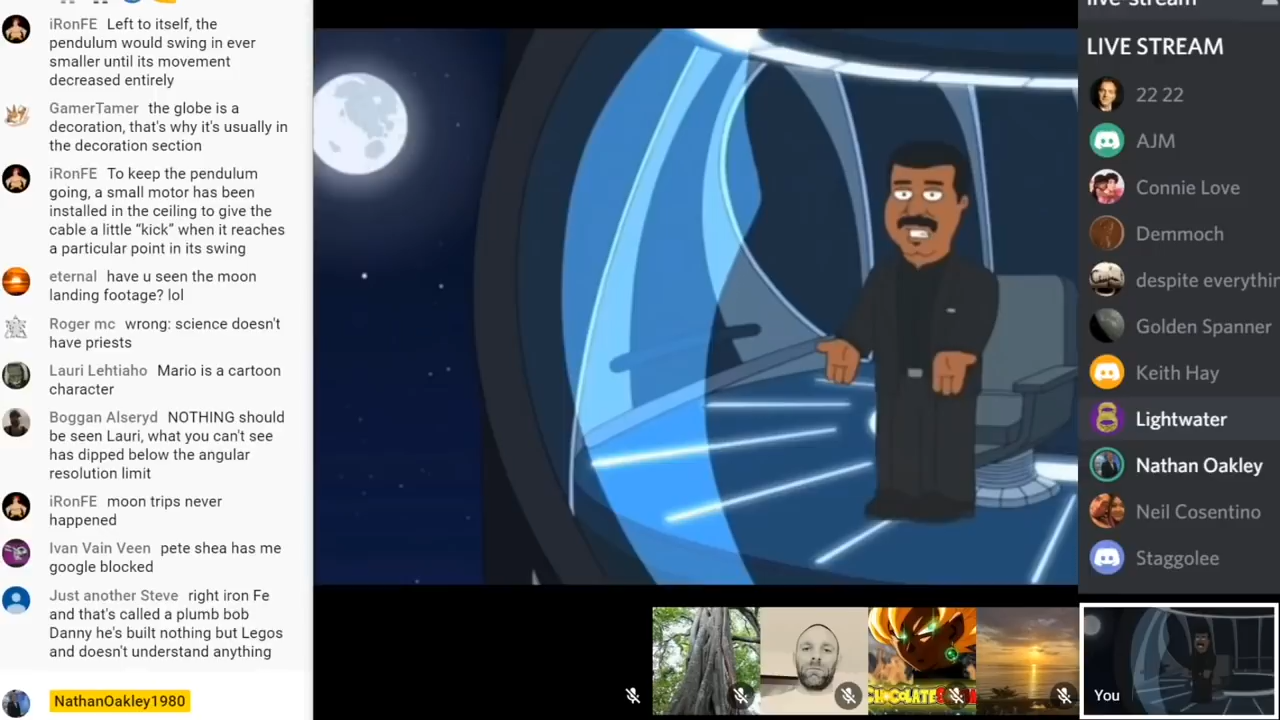 iRonFE Left to itself, the
pendulum would swing in ever
smaller until its movement
decreased entirely
GamerTamer the globe is a
decoration, that's why it's usually in
the decoration section
iRonFE To keep the pendulum
going, a small motor has been
installed in the ceiling to give the
cable a little “kick” when it reaches
a particular point in its swing
eternal have u seen the moon
landing footage? lol
Roger mc wrong: science doesn't
have priests
Lauri Lehtiaho Mario is a cartoon
character
Boggan Alseryd NOTHING should
be seen Lauri, what you can't see
has dipped below the angular
resolution limit
iRonFE moon trips never
happened
Ivan Vain Veen pete shea has me
google blocked
Just another Steve right iron Fe
and that's called a plumb bob
Danny he's built nothing but Legos
and doesn't understand anything
NathanOakley1980
live-stream
LIVE STREAM
22 22
AJM
Connie Love
Demmoch
despite everythin
Golden Spanner
Keith Hay
Lightwater
Nathan Oakley
Neil Cosentino
Staggolee
You